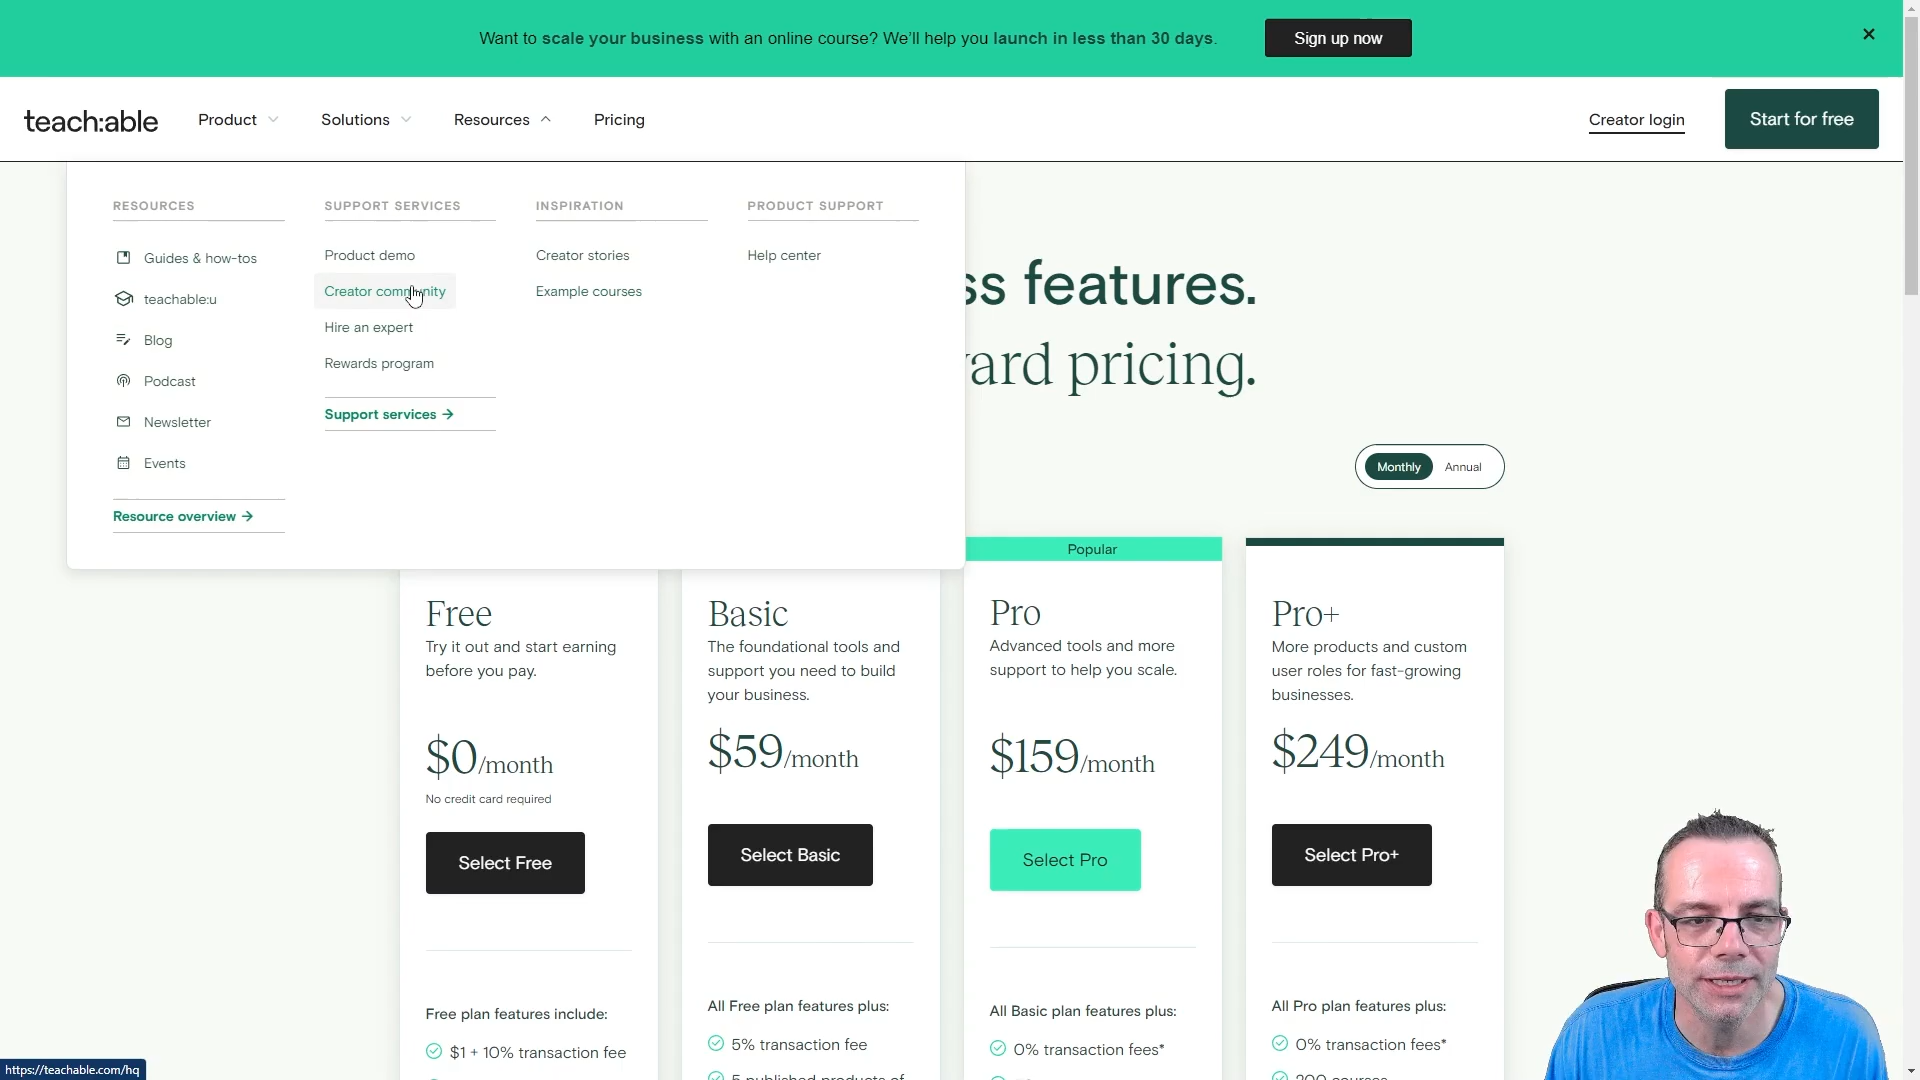 Want to scale your business with an online course? We'll help you launch in less than 30 days.
Sign up now
teach:able
Product
Solutions
Resources
Pricing
Creator login
Start for free
RESOURCES
Guides & how-tos
teachable:u
Blog
Podcast
Newsletter
Events
Resource overview →
SUPPORT SERVICES
Product demo
Creator community
Hire an expert
Rewards program
Support services →
INSPIRATION
Creator stories
Example courses
PRODUCT SUPPORT
Help center
features.
pricing.
Monthly
Annual
Free
Try it out and start earning
before you pay.
$0/month
No credit card required
Select Free
Free plan features include:
$1 + 10% transaction fee
Basic
The foundational tools and
support you need to build
your business.
$59/month
Select Basic
All Free plan features plus:
5% transaction fee
5 published products of
Popular
Pro
Advanced tools and more
support to help you scale.
$159/month
Select Pro
All Basic plan features plus:
0% transaction fees*
Pro+
More products and custom
user roles for fast-growing
businesses.
$249/month
Select Pro+
All Pro plan features plus:
0% transaction fees*
200 courses
https://teachable.com/hq